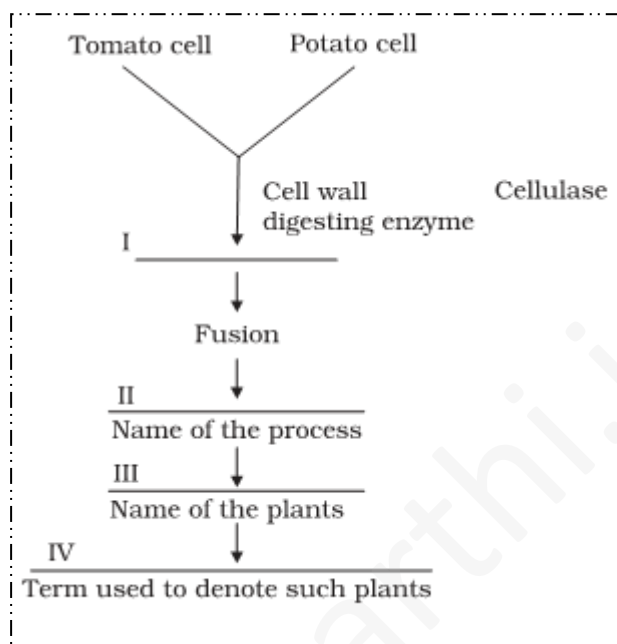 Tomato cell Potato cell
Cell wall Cellulase
digesting enzyme
I
Fusion
II
Name of the process
III
Name of the plants
IV
Term used to denote such plants